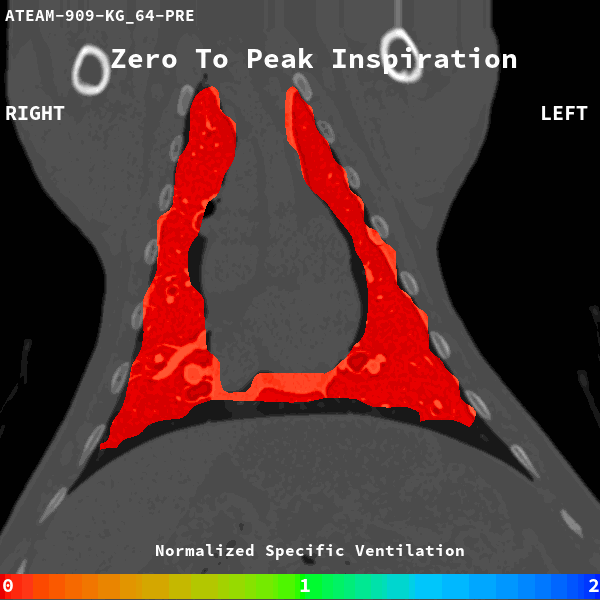 ATEAM-909-KG_64-PRE
Zero To Peak Inspiration
RIGHT
LEFT
Normalized Specific Ventilation
0 1 2